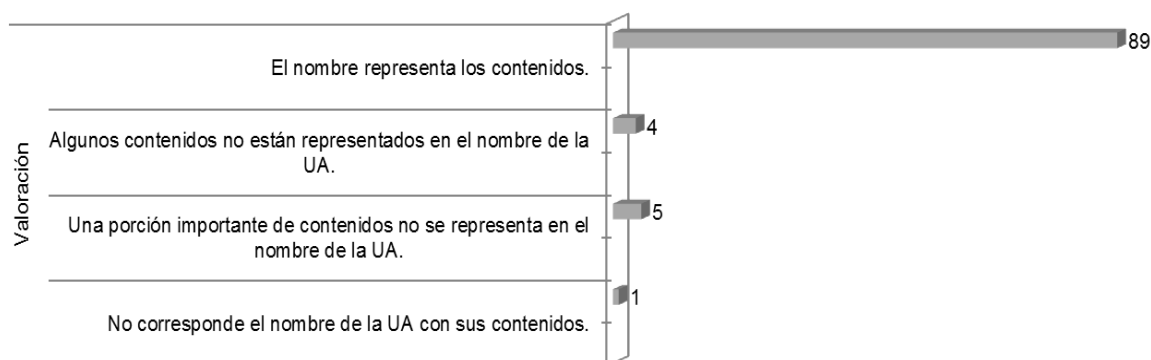 Valoración
El nombre representa los contenidos.
89
Algunos contenidos no están representados en el nombre de la
UA.
4
Una porción importante de contenidos no se representa en el
nombre de la UA.
5
No corresponde el nombre de la UA con sus contenidos.
1